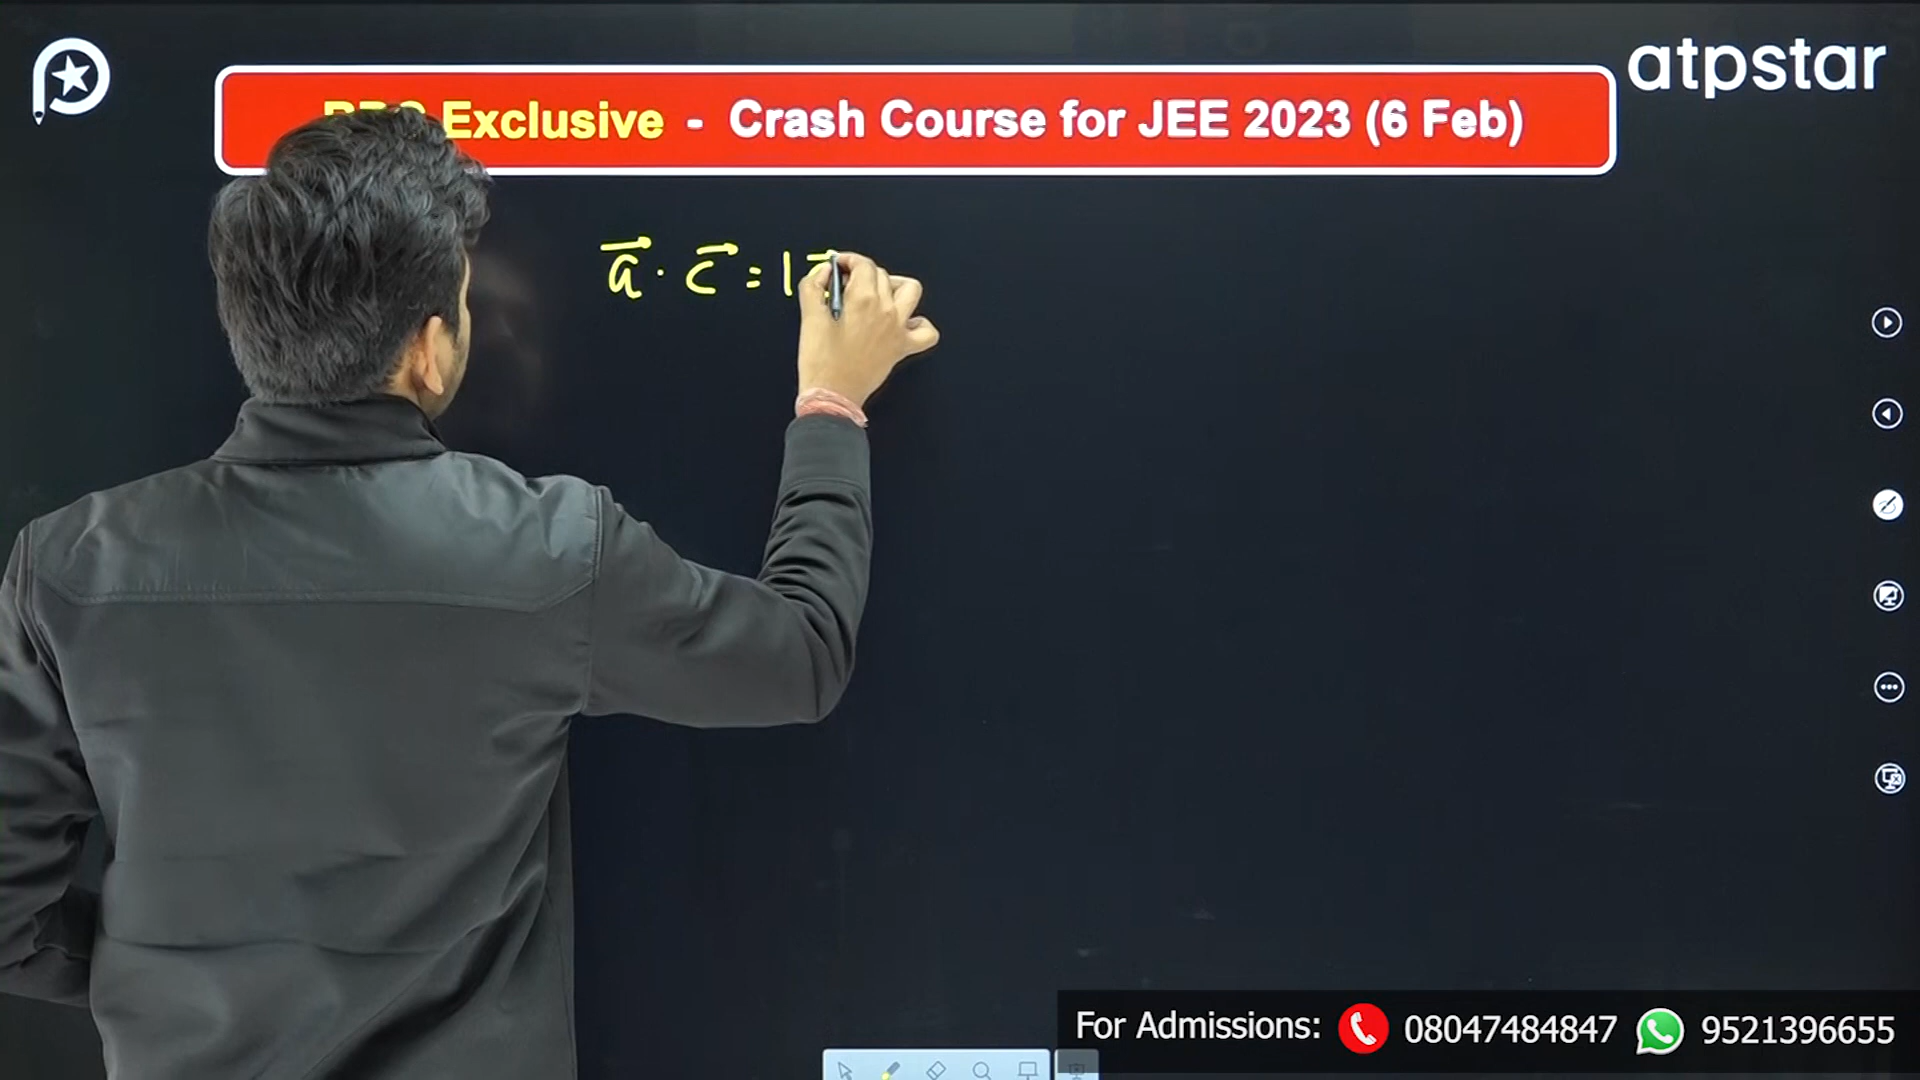 atpstar
Exclusive - Crash Course for JEE 2023 (6 Feb)
a⃗ · c⃗ = |
For Admissions: 08047484847 9521396655